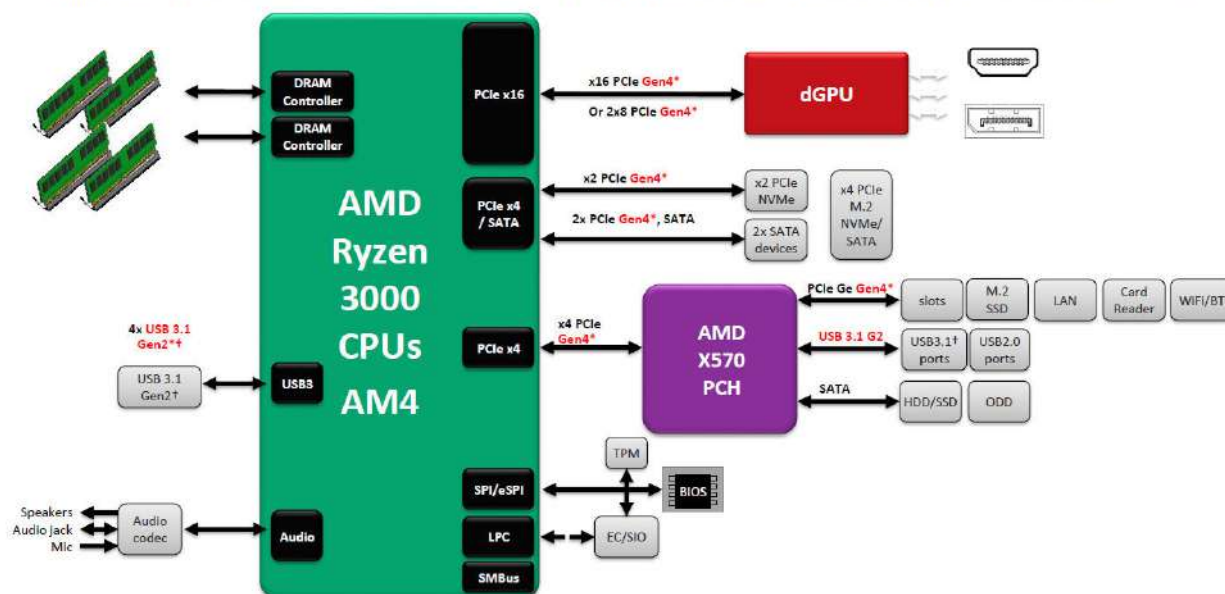 DRAM
Controller
DRAM
Controller
PCIe x16
x16 PCIe Gen4*
Or 2x8 PCIe Gen4*
dGPU
AMD
Ryzen
3000
CPUs
AM4
PCIe x4
/ SATA
x2 PCIe Gen4*
2x PCIe Gen4*, SATA
x2 PCIe
NVMe
2x SATA
devices
x4 PCIe
M.2
NVMe/
SATA
PCIe x4
x4 PCIe
Gen4*
AMD
X570
PCH
PCIe Ge Gen4*
slots
M.2
SSD
LAN
Card
Reader
WIFI/BT
USB 3.1 G2
USB3.1†
ports
USB2.0
ports
SATA
HDD/SSD
ODD
4x USB 3.1
Gen2*†
USB 3.1
Gen2†
USB3
SPI/eSPI
TPM
BIOS
LPC
EC/SIO
SMBus
Speakers
Audio jack
Mic
Audio
codec
Audio